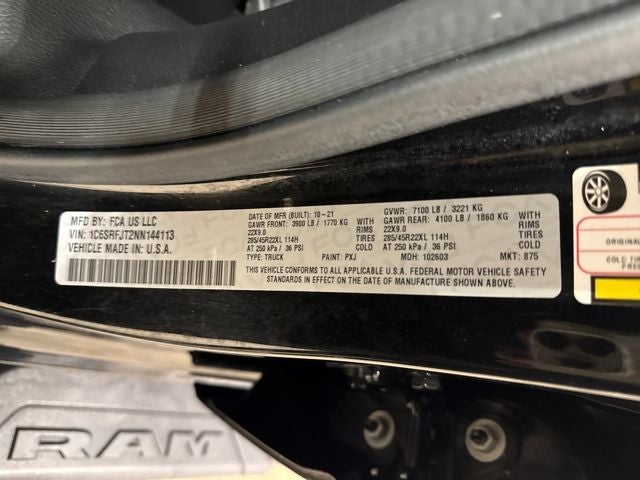 MFD BY: FCA US LLC
VIN: 1C6SRFJT2NN144113
VEHICLE MADE IN U.S.A.
DATE OF MFR (BUILT): 10-21
GAWR FRONT: 3900 LB / 1770 KG WITH
22X9.0 RIMS
285/45R22XL 114H TIRES
AT 250 kPa / 36 PSI
TYPE: TRUCK PAINT: PXJ
GVWR: 7100 LB / 3221 KG
GAWR REAR: 4100 LB / 1860 KG WITH
22X9.0 RIMS
285/45R22XL 114H TIRES
AT 250 kPa / 36 PSI
MDH: 102603 MKT: 875
THIS VEHICLE CONFORMS TO ALL APPLICABLE U.S.A. FEDERAL MOTOR VEHICLE SAFETY
STANDARDS IN EFFECT ON THE DATE OF MANUFACTURE SHOWN ABOVE.
ORIGINAL
COLD TI
RAM